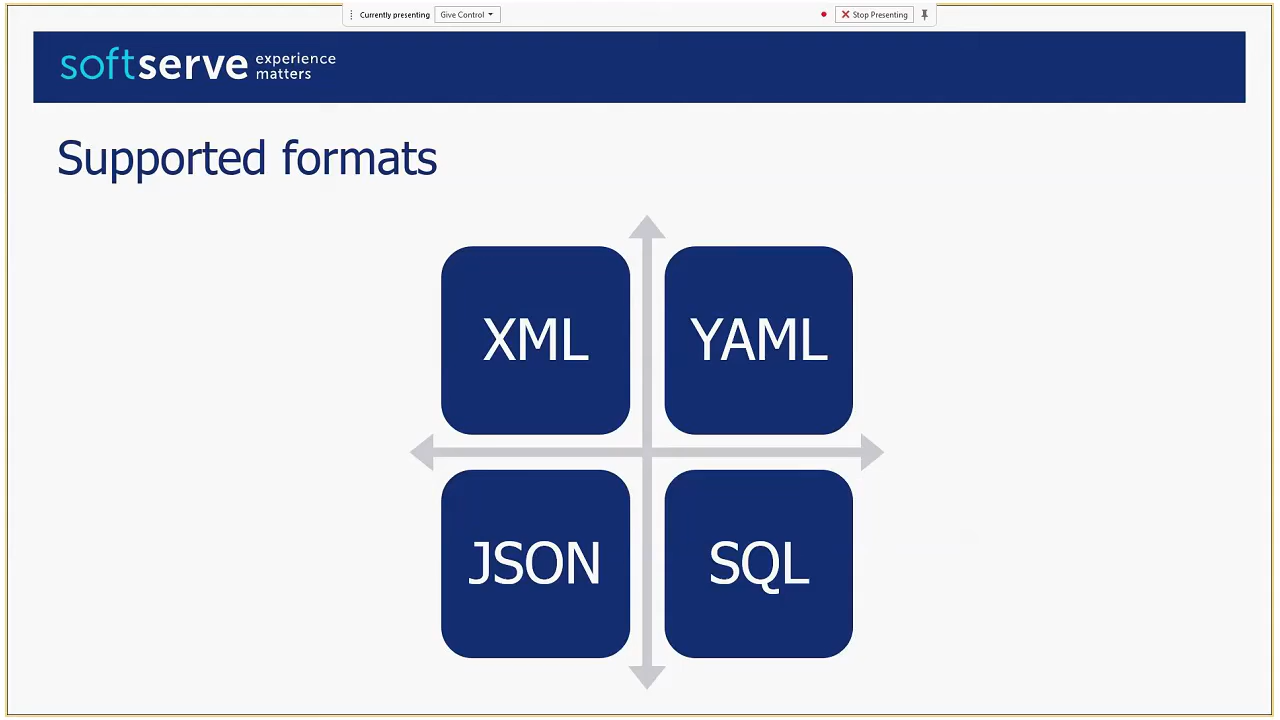 Currently presenting Give Control Stop Presenting
softserve experience
matters
Supported formats
XML YAML
JSON SQL